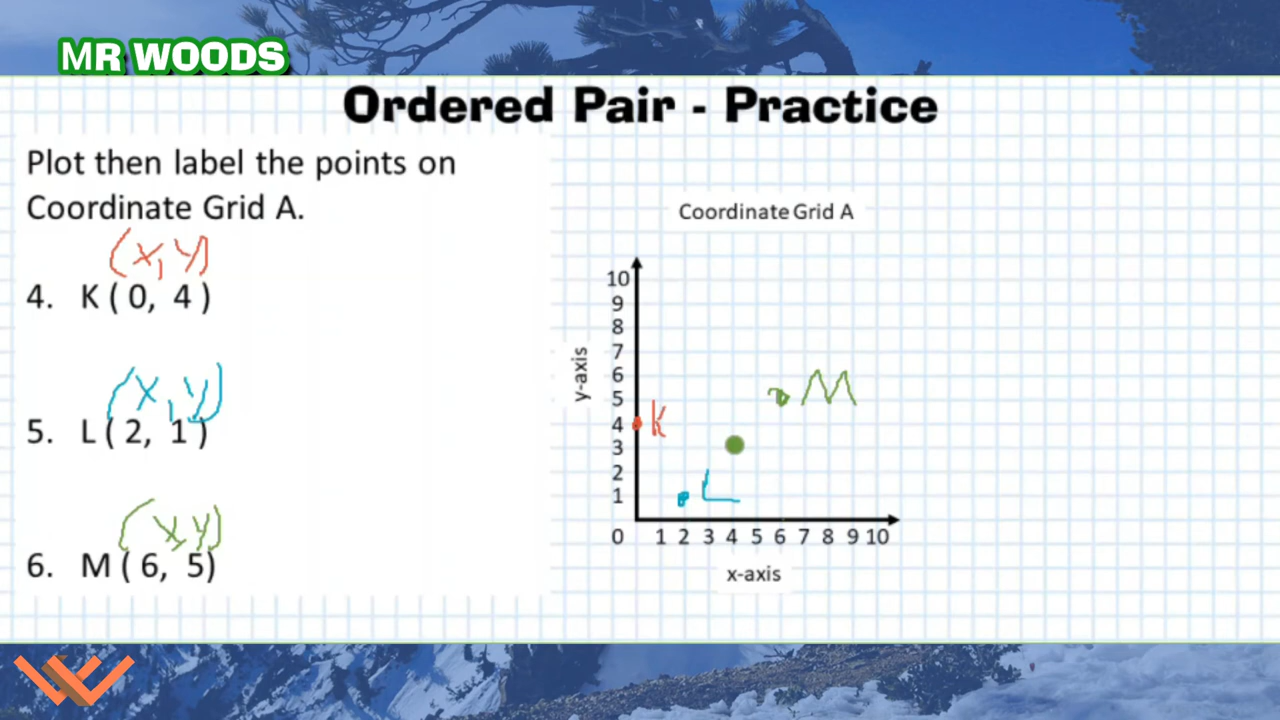 MR WOODS
Ordered Pair - Practice
Plot then label the points on
Coordinate Grid A.
(x, y)
4. K ( 0, 4 )
(x, y)
5. L ( 2, 1 )
(x, y)
6. M ( 6, 5)
Coordinate Grid A
y-axis
10
9
8
7
6
5
4
3
2
1
K
L
M
0 1 2 3 4 5 6 7 8 9 10
x-axis